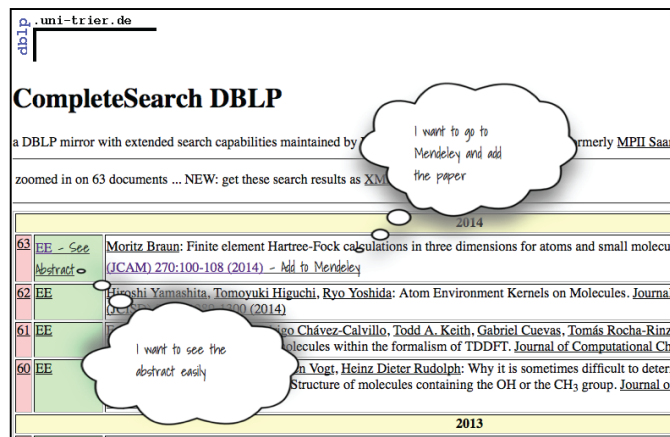 dblp
.uni-trier.de
CompleteSearch DBLP
a DBLP mirror with extended search capabilities maintained by
ormerly MPII Saar
I want to go to
Mendeley and add
the paper
zoomed in on 63 documents ... NEW: get these search results as XM
2014
63 EE - See Moritz Braun: Finite element Hartree-Fock calculations in three dimensions for atoms and small molecu
Abstract (JCAM) 270:100-108 (2014) - Add to Mendeley
62 EE Hiroshi Yamashita, Tomoyuki Higuchi, Ryo Yoshida: Atom Environment Kernels on Molecules. Journa
1300 (2014)
61 EE igo Chávez-Calvillo, Todd A. Keith, Gabriel Cuevas, Tomás Rocha-Rinz
olecules within the formalism of TDDFT. Journal of Computational Ch
I want to see the
abstract easily
60 EE n Vogt, Heinz Dieter Rudolph: Why it is sometimes difficult to deter
Structure of molecules containing the OH or the CH3 group. Journal o
2013